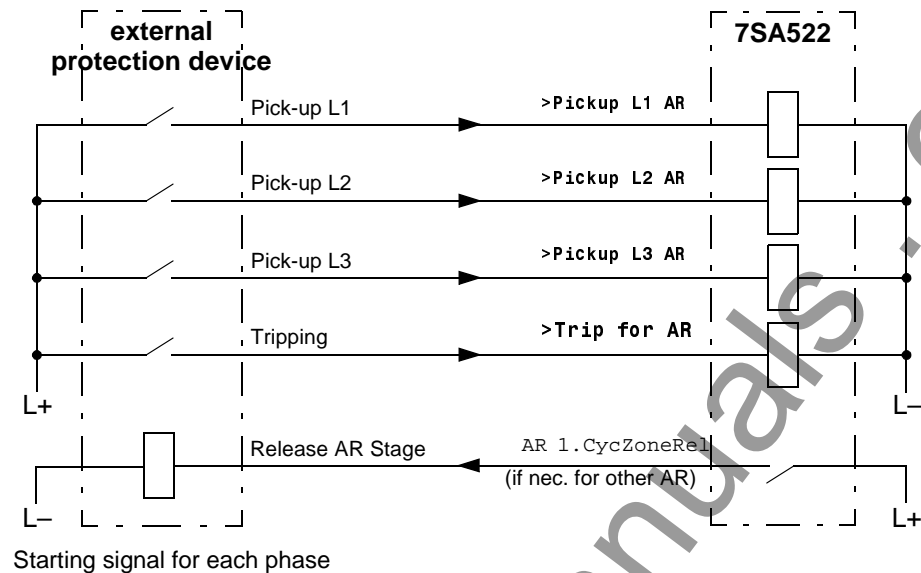 external
protection device
7SA522
Pick-up L1
>Pickup L1 AR
Pick-up L2
>Pickup L2 AR
Pick-up L3
>Pickup L3 AR
Tripping
>Trip for AR
L+
L–
Release AR Stage
AR 1.CycZoneRel
(if nec. for other AR)
L–
L+
Starting signal for each phase
nuals .